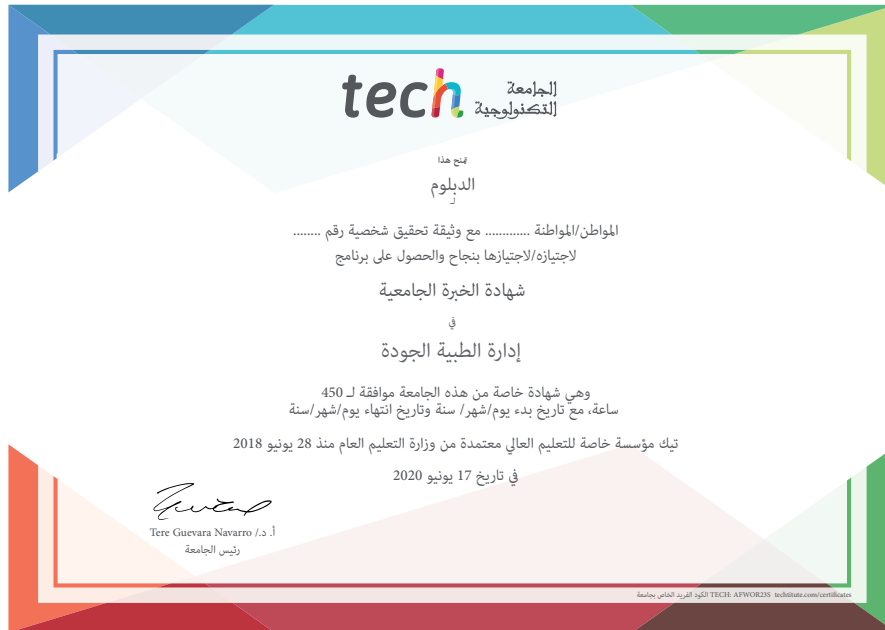 tech الجامعة
التكنولوجية
يمنح هذا
الدبلوم
لـ
المواطن/المواطنة ............. مع وثيقة تحقيق شخصية رقم ........
لاجتيازه/لاجتيازها بنجاح والحصول على برنامج
شهادة الخبرة الجامعية
في
إدارة الطبية الجودة
وهي شهادة خاصة من هذه الجامعة موافقة لـ 450
ساعة، مع تاريخ بدء يوم/شهر/ سنة وتاريخ انتهاء يوم/شهر/سنة
تيك مؤسسة خاصة للتعليم العالي معتمدة من وزارة التعليم العام منذ 28 يونيو 2018
في تاريخ 17 يونيو 2020
أ. د./ Tere Guevara Navarro
رئيس الجامعة
الكود الفريد الخاص بجامعة TECH: AFWOR23S techtitute.com/certificates